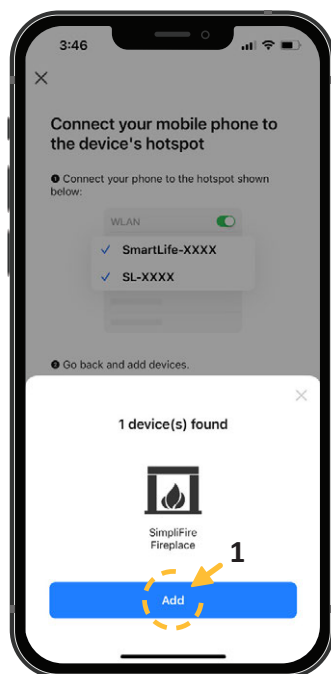 3:46
Connect your mobile phone to
the device's hotspot
❶ Connect your phone to the hotspot shown
below:
WLAN
✓ SmartLife-XXXX
✓ SL-XXXX
❷ Go back and add devices.
1 device(s) found
SimpliFire
Fireplace
1
Add